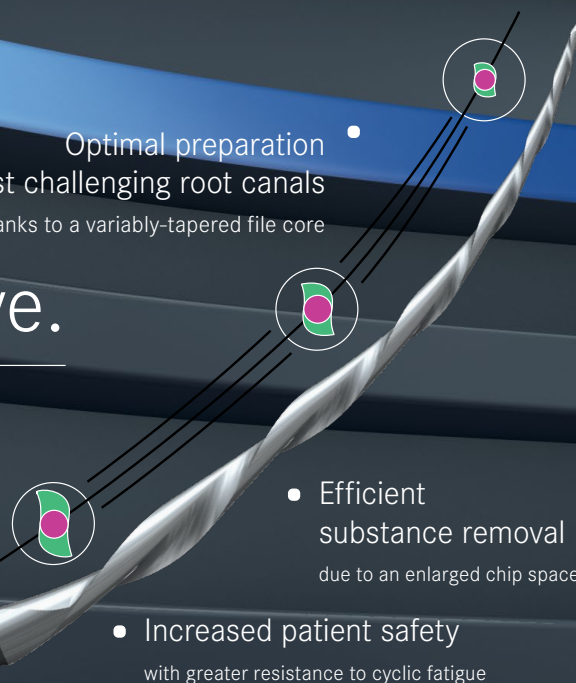 Optimal preparation
st challenging root canals
anks to a variably-tapered file core
ve.
Efficient
substance removal
due to an enlarged chip space
Increased patient safety
with greater resistance to cyclic fatigue